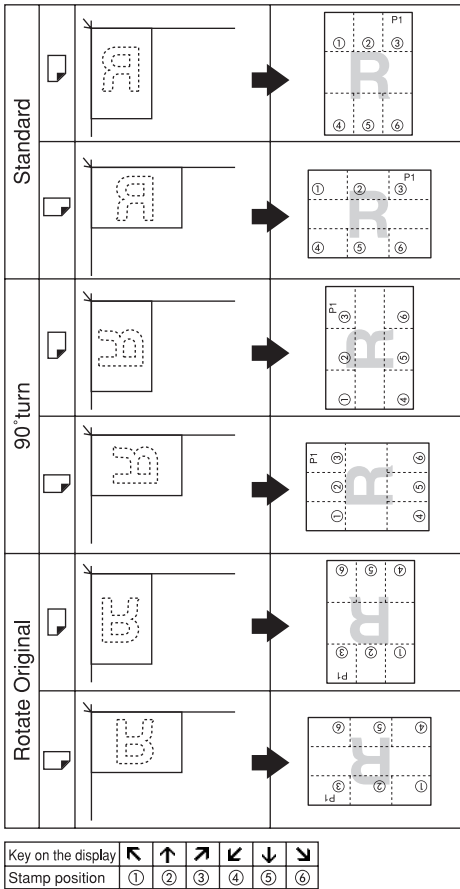 Standard
P1
① ② ③
R R
④ ⑤ ⑥
P1
① ② ③
R R
④ ⑤ ⑥
90°turn
P1
③ ⑥
② ⑤
R R
① ④
P1
③ ⑥
② ⑤
R R
① ④
Rotate Original
⑥ ⑤ ④
R R
③ ② ①
P1
⑥ ⑤ ④
R R
③ ② ①
P1
Key on the display ↖ ↑ ↗ ↙ ↓ ↘
Stamp position ① ② ③ ④ ⑤ ⑥